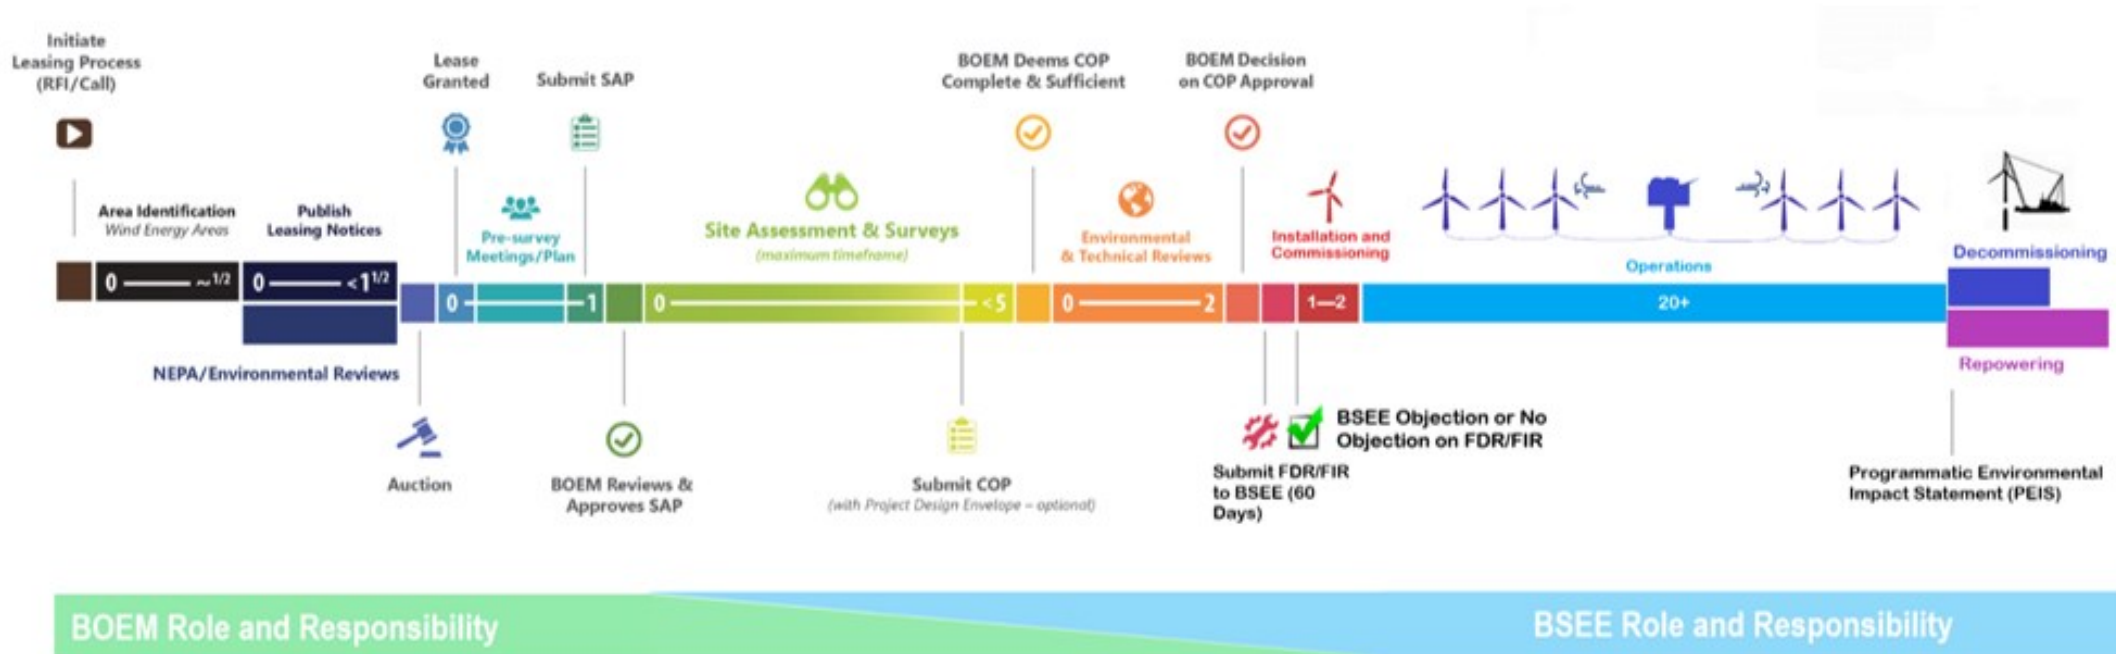 Initiate
Leasing Process
(RFI/Call)
Area Identification
Wind Energy Areas
Publish
Leasing Notices
Lease
Granted
Submit SAP
Pre-survey
Meetings/Plan
Site Assessment & Surveys
(maximum timeframe)
BOEM Deems COP
Complete & Sufficient
Environmental
& Technical Reviews
BOEM Decision
on COP Approval
Installation and
Commissioning
Operations
Decommissioning
0 ~1/2
0 <1 1/2
0 1
0 <5
0 2
1—2
20+
Repowering
NEPA/Environmental Reviews
Auction
BOEM Reviews &
Approves SAP
Submit COP
(with Project Design Envelope – optional)
BSEE Objection or No
Objection on FDR/FIR
Submit FDR/FIR
to BSEE (60
Days)
Programmatic Environmental
Impact Statement (PEIS)
BOEM Role and Responsibility
BSEE Role and Responsibility